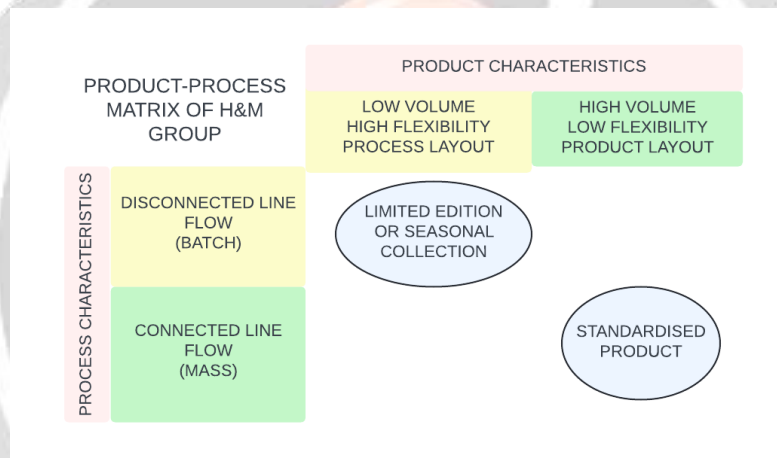 PRODUCT-PROCESS
MATRIX OF H&M
GROUP
PRODUCT CHARACTERISTICS
LOW VOLUME
HIGH FLEXIBILITY
PROCESS LAYOUT
HIGH VOLUME
LOW FLEXIBILITY
PRODUCT LAYOUT
PROCESS CHARACTERISTICS
DISCONNECTED LINE
FLOW
(BATCH)
LIMITED EDITION
OR SEASONAL
COLLECTION
CONNECTED LINE
FLOW
(MASS)
STANDARDISED
PRODUCT